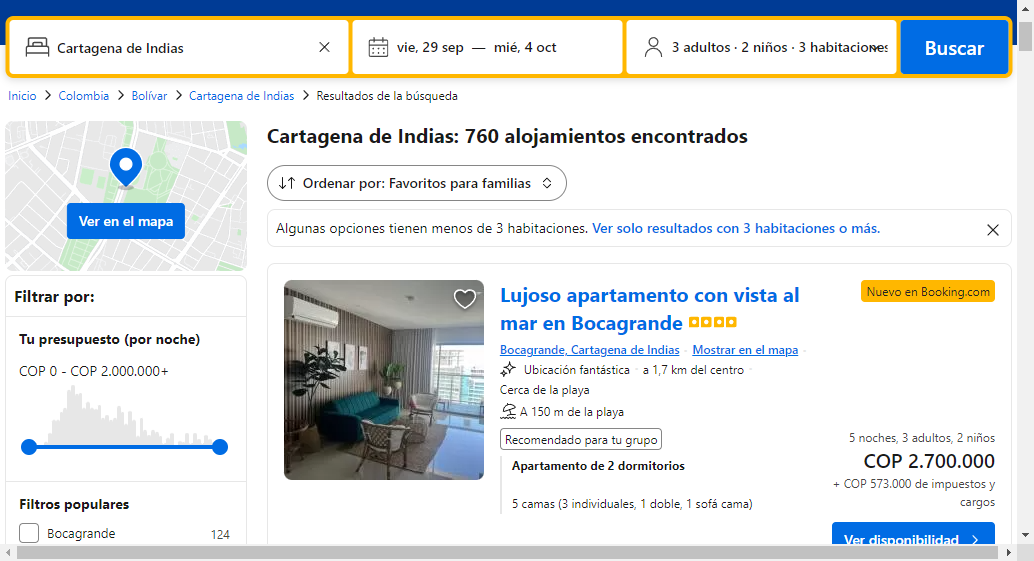 Cartagena de Indias
vie, 29 sep — mié, 4 oct
3 adultos · 2 niños · 3 habitaciones
Buscar
Inicio > Colombia > Bolívar > Cartagena de Indias > Resultados de la búsqueda
Ver en el mapa
Cartagena de Indias: 760 alojamientos encontrados
Ordenar por: Favoritos para familias
Algunas opciones tienen menos de 3 habitaciones. Ver solo resultados con 3 habitaciones o más.
Filtrar por:
Tu presupuesto (por noche)
COP 0 - COP 2.000.000+
Filtros populares
Bocagrande 124
Lujoso apartamento con vista al
mar en Bocagrande
Nuevo en Booking.com
Bocagrande, Cartagena de Indias · Mostrar en el mapa ·
Ubicación fantástica · a 1,7 km del centro ·
Cerca de la playa
A 150 m de la playa
Recomendado para tu grupo
Apartamento de 2 dormitorios
5 camas (3 individuales, 1 doble, 1 sofá cama)
5 noches, 3 adultos, 2 niños
COP 2.700.000
+ COP 573.000 de impuestos y
cargos
Ver disponibilidad